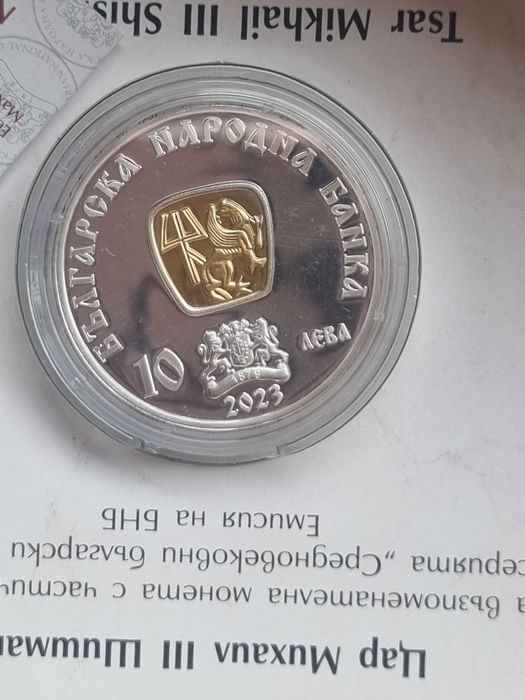 Цар Михаил III Шишма
възпоменателна монета с частич
серията „Средновековни български
Емисия на БНБ
БЪЛГАРСКА НАРОДНА БАНКА
10 ЛЕВА
1879
2023
Tsar Mikhail III Shis